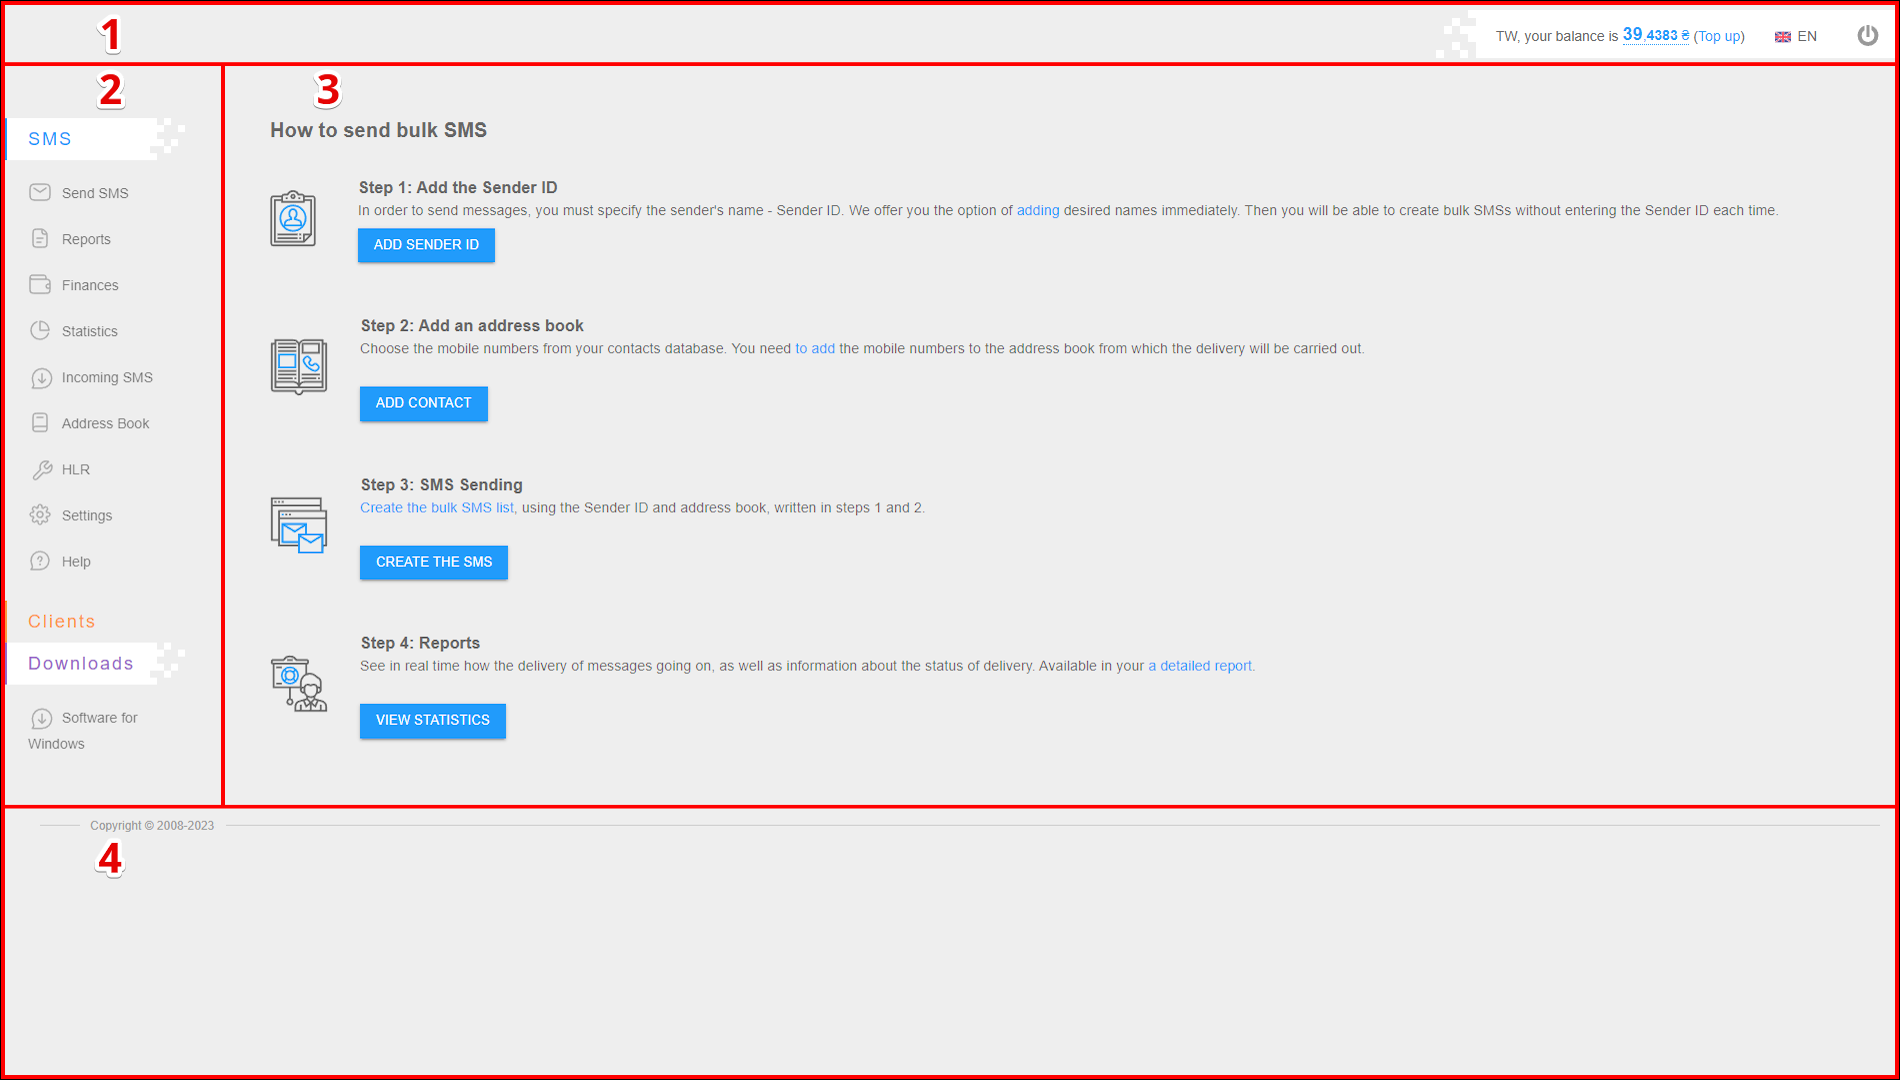 1
TW, your balance is 39,4383 ₴ (Top up)
EN
2
SMS
Send SMS
Reports
Finances
Statistics
Incoming SMS
Address Book
HLR
Settings
Help
Clients
Downloads
Software for
Windows
3
How to send bulk SMS
Step 1: Add the Sender ID
In order to send messages, you must specify the sender's name - Sender ID. We offer you the option of adding desired names immediately. Then you will be able to create bulk SMSs without entering the Sender ID each time.
ADD SENDER ID
Step 2: Add an address book
Choose the mobile numbers from your contacts database. You need to add the mobile numbers to the address book from which the delivery will be carried out.
ADD CONTACT
Step 3: SMS Sending
Create the bulk SMS list, using the Sender ID and address book, written in steps 1 and 2.
CREATE THE SMS
Step 4: Reports
See in real time how the delivery of messages going on, as well as information about the status of delivery. Available in your a detailed report.
VIEW STATISTICS
Copyright © 2008-2023
4